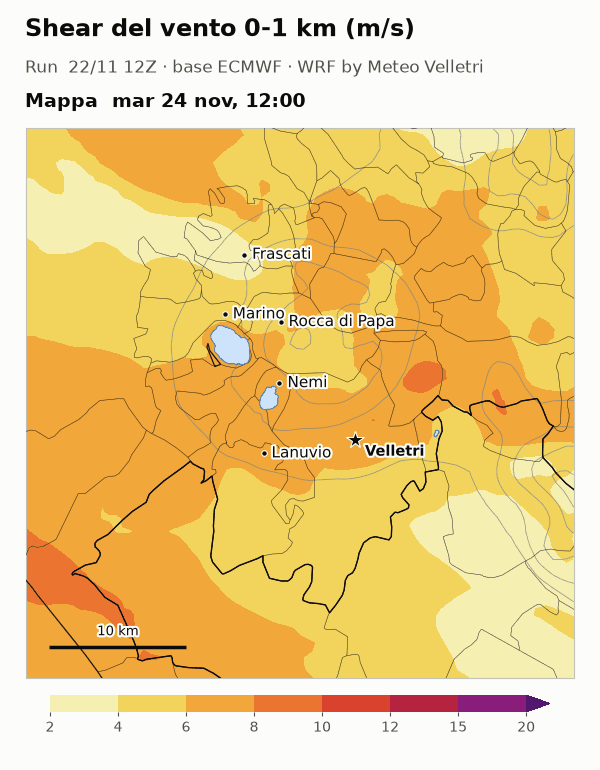 Shear del vento 0-1 km (m/s)
Run  22/11 12Z · base ECMWF · WRF by Meteo Velletri
Mappa  mar 24 nov, 12:00
Frascati
Marino
Rocca di Papa
Nemi
Velletri
Lanuvio
10 km
2 4 6 8 10 12 15 20